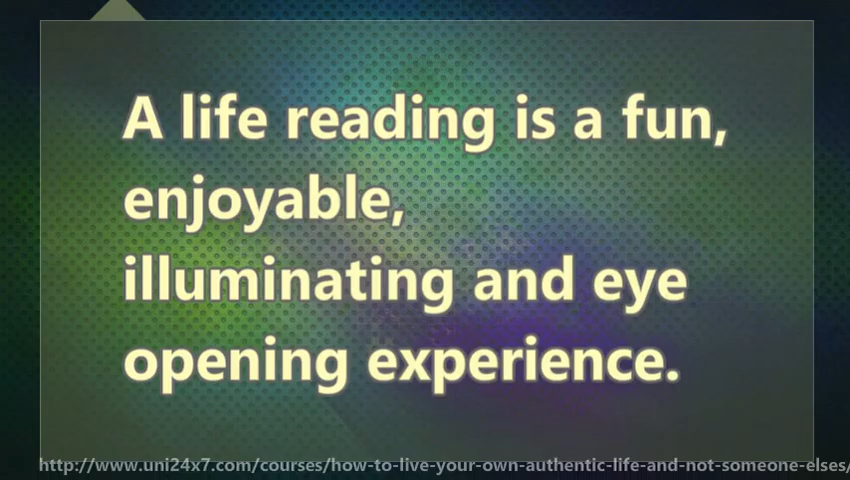 A life reading is a fun,
enjoyable,
illuminating and eye
opening experience.
http://www.uni24x7.com/courses/how-to-live-your-own-authentic-life-and-not-someone-elses/